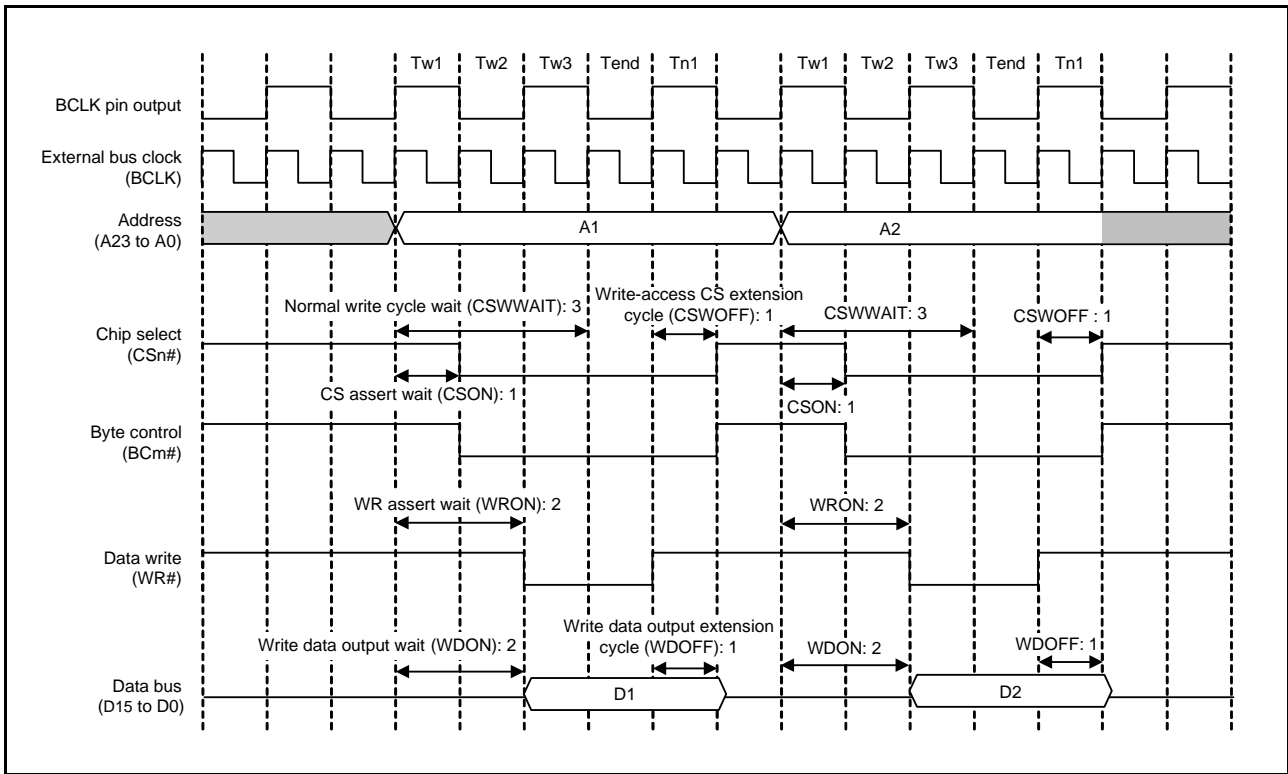 Tw1 Tw2 Tw3 Tend Tn1 Tw1 Tw2 Tw3 Tend Tn1
BCLK pin output
External bus clock
(BCLK)
Address
(A23 to A0)
A1 A2
Normal write cycle wait (CSWWAIT): 3
Write-access CS extension
cycle (CSWOFF): 1
CSWWAIT: 3
CSWOFF : 1
Chip select
(CSn#)
CS assert wait (CSON): 1
CSON: 1
Byte control
(BCm#)
WR assert wait (WRON): 2
WRON: 2
Data write
(WR#)
Write data output wait (WDON): 2
Write data output extension
cycle (WDOFF): 1
WDON: 2
WDOFF: 1
Data bus
(D15 to D0)
D1 D2